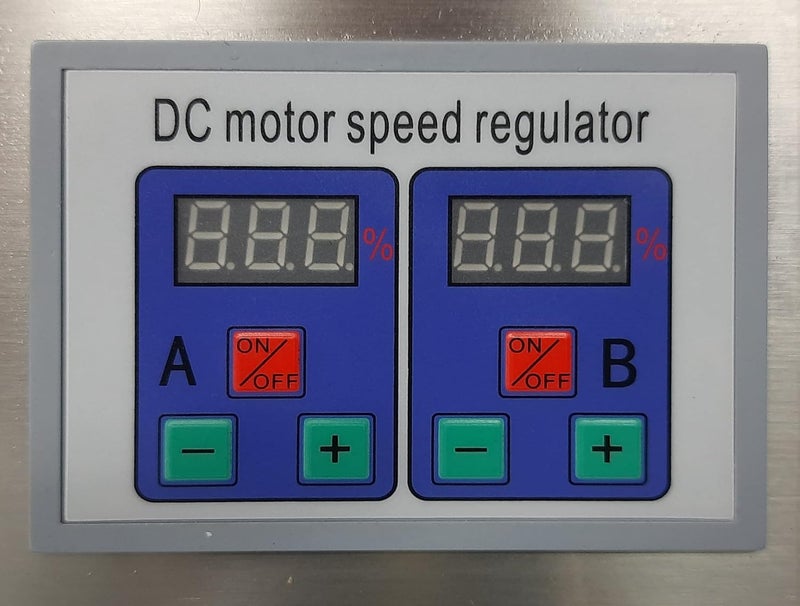 DC motor speed regulator
%
%
A
ON/OFF
ON/OFF
B
−
+
−
+